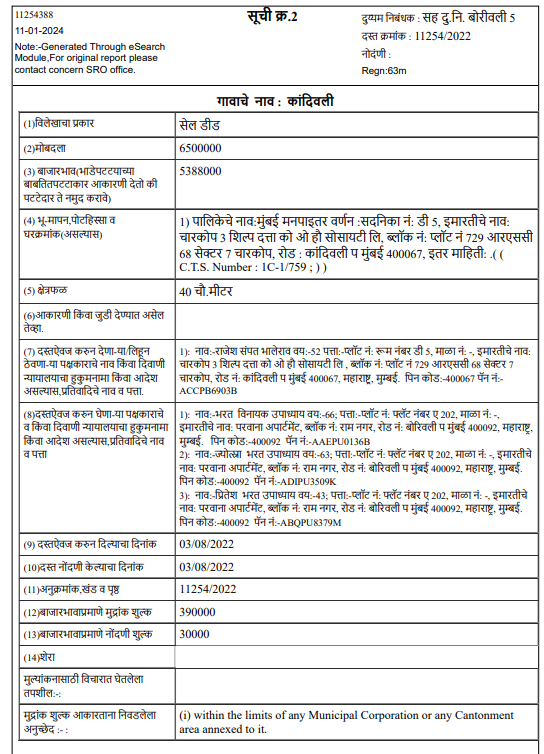 11254388
11-01-2024
Note:-Generated Through eSearch
Module,For original report please
contact concern SRO office.
सूची क्र.2
दुय्यम निबंधक : सह दु.नि. बोरीवली 5
दस्त क्रमांक : 11254/2022
नोदंणी :
Regn:63m
गावाचे नाव : कांदिवली
(1)विलेखाचा प्रकार
सेल डीड
(2)मोबदला
6500000
(3) बाजारभाव(भाडेपटटयाच्या
बाबतितपटटाकार आकारणी देतो की
पटटेदार ते नमुद करावे)
5388000
(4) भू-मापन,पोटहिस्सा व
घरक्रमांक(असल्यास)
1) पालिकेचे नाव:मुंबई मनपाइतर वर्णन :सदनिका नं: डी 5, इमारतीचे नाव:
चारकोप 3 शिल्प दत्ता को ओ हौ सोसायटी लि, ब्लॉक नं: प्लॉट नं 729 आरएससी
68 सेक्टर 7 चारकोप, रोड : कांदिवली प मुंबई 400067, इतर माहिती: .( (
C.T.S. Number : 1C-1/759 ; ) )
(5) क्षेत्रफळ
40 चौ.मीटर
(6)आकारणी किंवा जुडी देण्यात असेल
तेव्हा.
(7) दस्तऐवज करुन देणा-या/लिहून
ठेवणा-या पक्षकाराचे नाव किंवा दिवाणी
न्यायालयाचा हुकुमनामा किंवा आदेश
असल्यास,प्रतिवादिचे नाव व पत्ता.
1): नाव:-राजेश संपत भालेराव वय:-52 पत्ता:-प्लॉट नं: रूम नंबर डी 5, माळा नं: -, इमारतीचे नाव:
चारकोप 3 शिल्प दत्ता को ओ हौ सोसायटी लि , ब्लॉक नं: प्लॉट नं 729 आरएससी 68 सेक्टर 7
चारकोप, रोड नं: कांदिवली प मुंबई 400067, महाराष्ट्र, मुम्बई. पिन कोड:-400067 पॅन नं:-
ACCPB6903B
(8)दस्तऐवज करुन घेणा-या पक्षकाराचे
व किंवा दिवाणी न्यायालयाचा हुकुमनामा
किंवा आदेश असल्यास,प्रतिवादिचे नाव
व पत्ता
1): नाव:-भरत विनायक उपाध्याय वय:-66; पत्ता:-प्लॉट नं: फ्लॅट नंबर ए 202, माळा नं: -,
इमारतीचे नाव: परवाना अपार्टमेंट, ब्लॉक नं: राम नगर, रोड नं: बोरिवली प मुंबई 400092, महाराष्ट्र,
मुम्बई. पिन कोड:-400092 पॅन नं:-AAEPU0136B
2): नाव:-ज्योत्स्ना भरत उपाध्याय वय:-63; पत्ता:-प्लॉट नं: फ्लॅट नंबर ए 202, माळा नं: -, इमारतीचे
नाव: परवाना अपार्टमेंट, ब्लॉक नं: राम नगर, रोड नं: बोरिवली प मुंबई 400092, महाराष्ट्र, मुम्बई.
पिन कोड:-400092 पॅन नं:-ADIPU3509K
3): नाव:-प्रितेश भरत उपाध्याय वय:-43; पत्ता:-प्लॉट नं: फ्लॅट नंबर ए 202, माळा नं: -, इमारतीचे
नाव: परवाना अपार्टमेंट, ब्लॉक नं: राम नगर, रोड नं: बोरिवली प मुंबई 400092, महाराष्ट्र, मुम्बई.
पिन कोड:-400092 पॅन नं:-ABQPU8379M
(9) दस्तऐवज करुन दिल्याचा दिनांक
03/08/2022
(10)दस्त नोंदणी केल्याचा दिनांक
03/08/2022
(11)अनुक्रमांक,खंड व पृष्ठ
11254/2022
(12)बाजारभावाप्रमाणे मुद्रांक शुल्क
390000
(13)बाजारभावाप्रमाणे नोंदणी शुल्क
30000
(14)शेरा
मुल्यांकनासाठी विचारात घेतलेला
तपशील:-:
मुद्रांक शुल्क आकारताना निवडलेला
अनुच्छेद :- :
(i) within the limits of any Municipal Corporation or any Cantonment
area annexed to it.